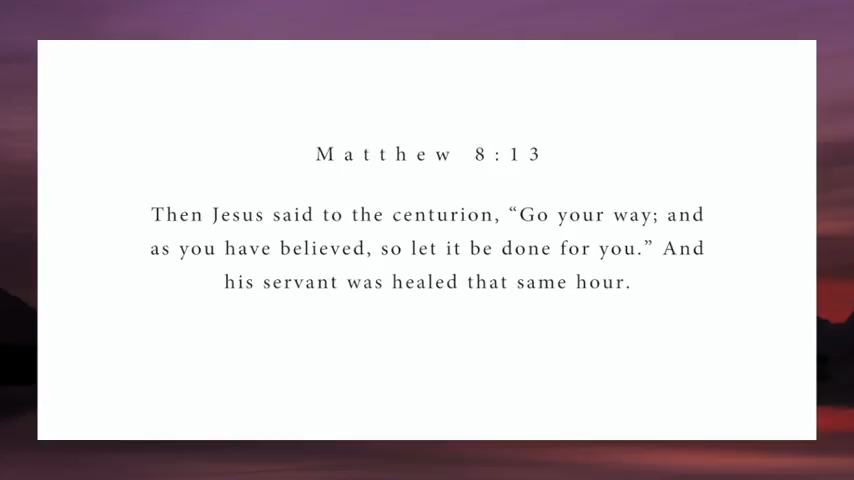 Matthew 8:13
Then Jesus said to the centurion, “Go your way; and
as you have believed, so let it be done for you.” And
his servant was healed that same hour.